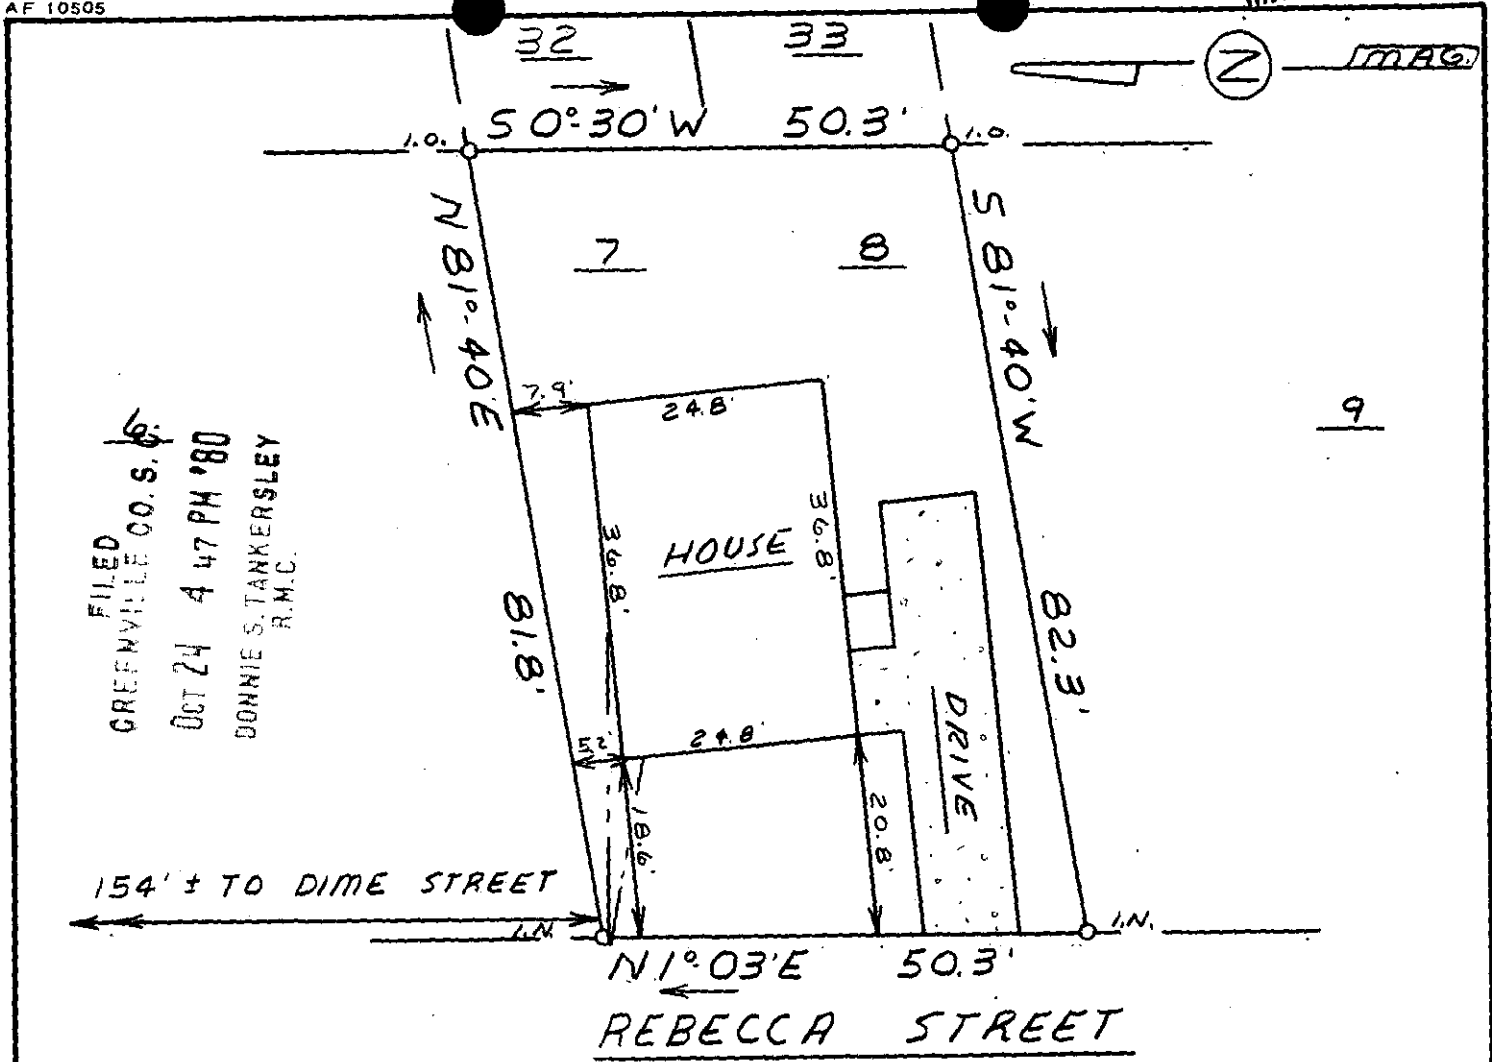 AF 10505
32
33
N
MAG.
S 0°-30' W 50.3'
I.O.
I.O.
N 81°-40' E
81.8'
7
8
S 81°-40' W
82.3'
9
6
FILED
GREENVILLE CO. S. C.
OCT 24 4 47 PM '80
DONNIE S. TANKERSLEY
R.M.C.
7.9'
24.8'
36.8'
36.8'
HOUSE
DRIVE
5.2'
24.8'
18.6'
20.8'
154' ± TO DIME STREET
I.N.
I.N.
N 1°-03' E 50.3'
REBECCA STREET